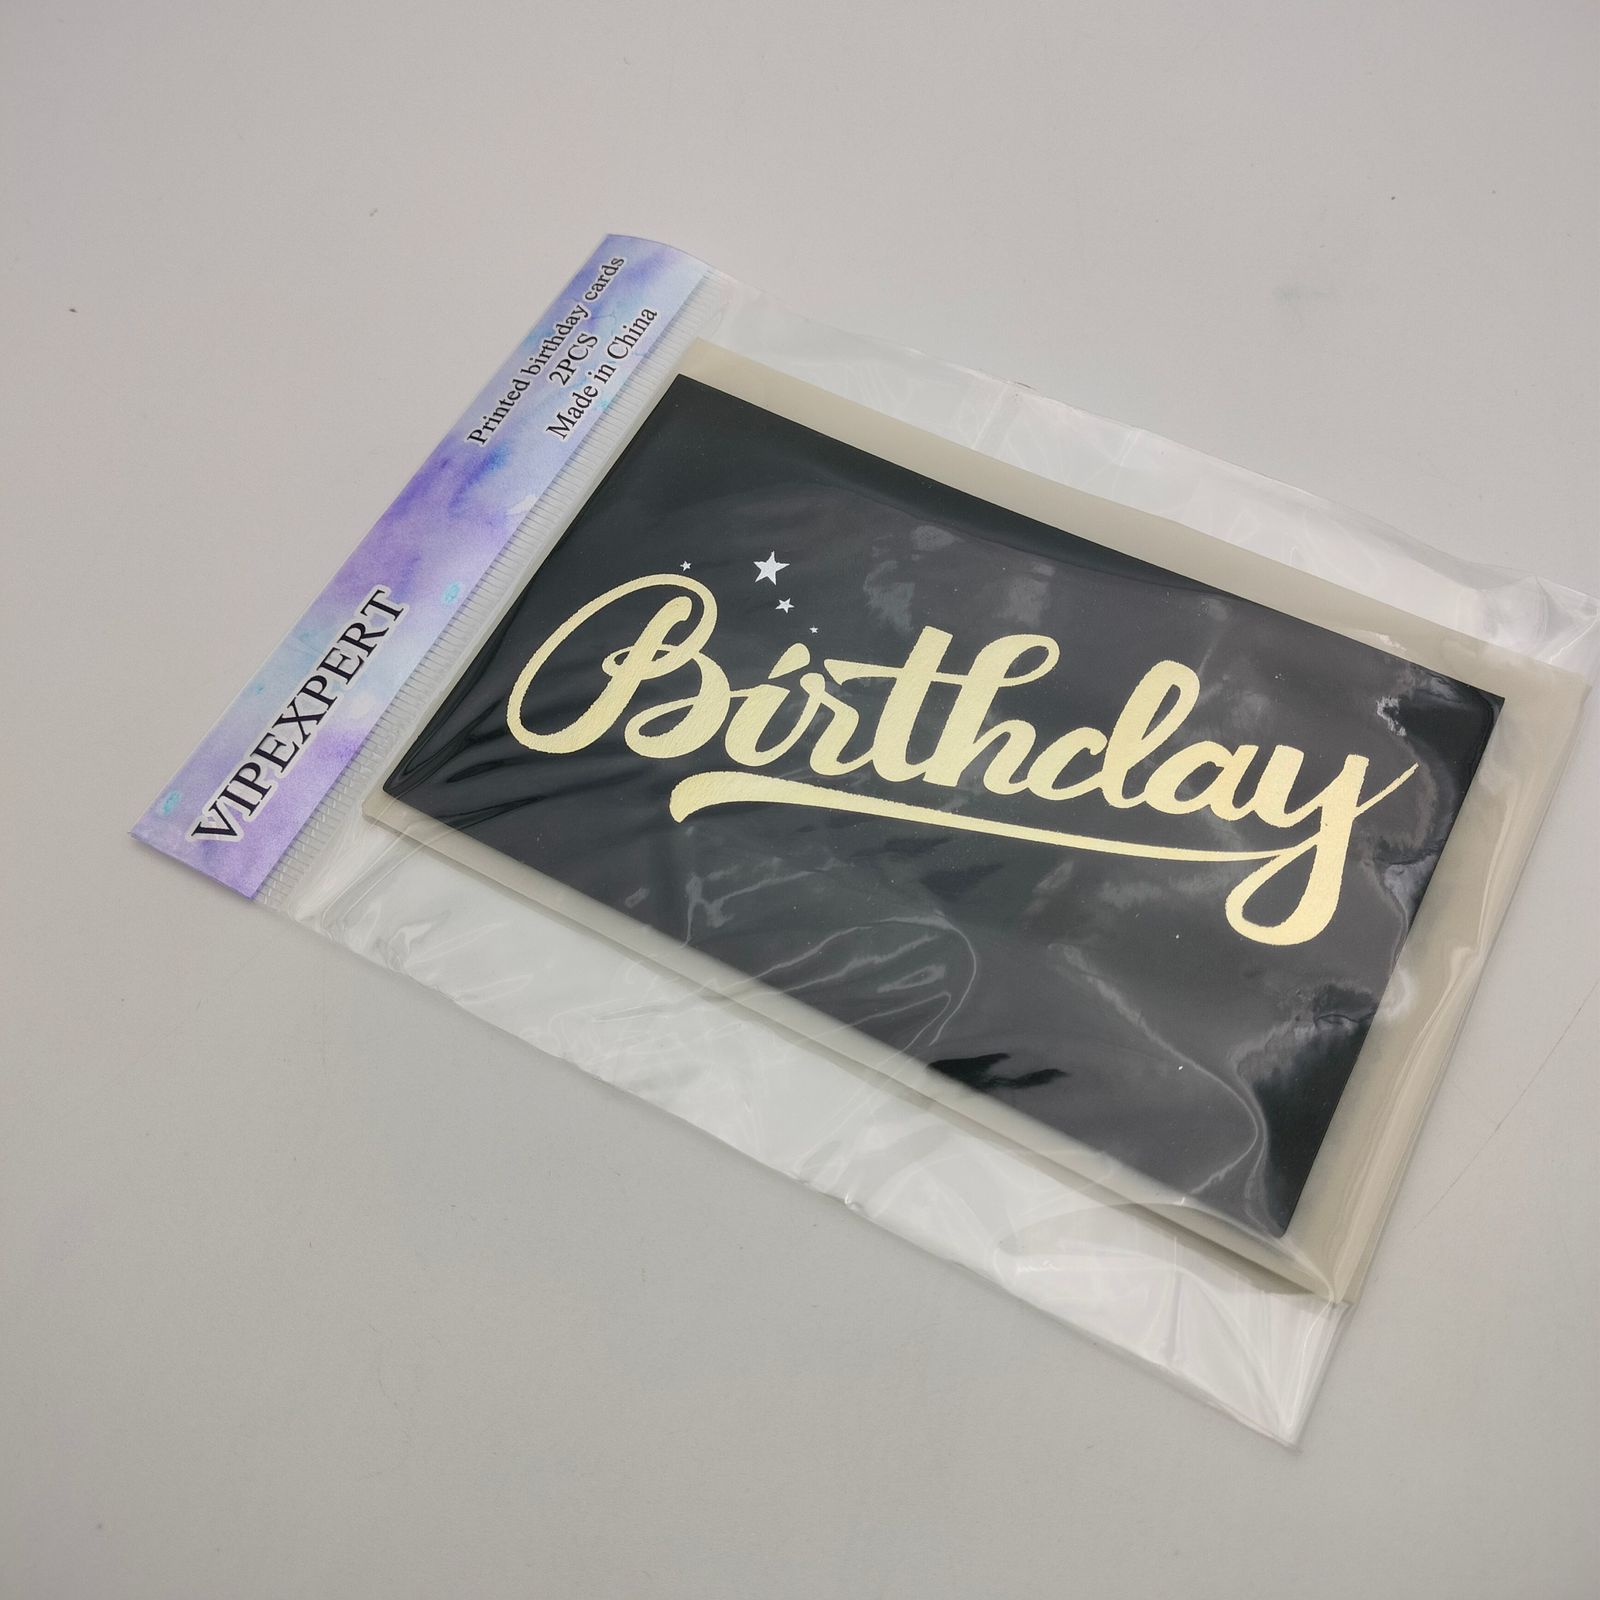 VIPEXPERT
Printed birthday cards
2PCS
Made in China
Birthday